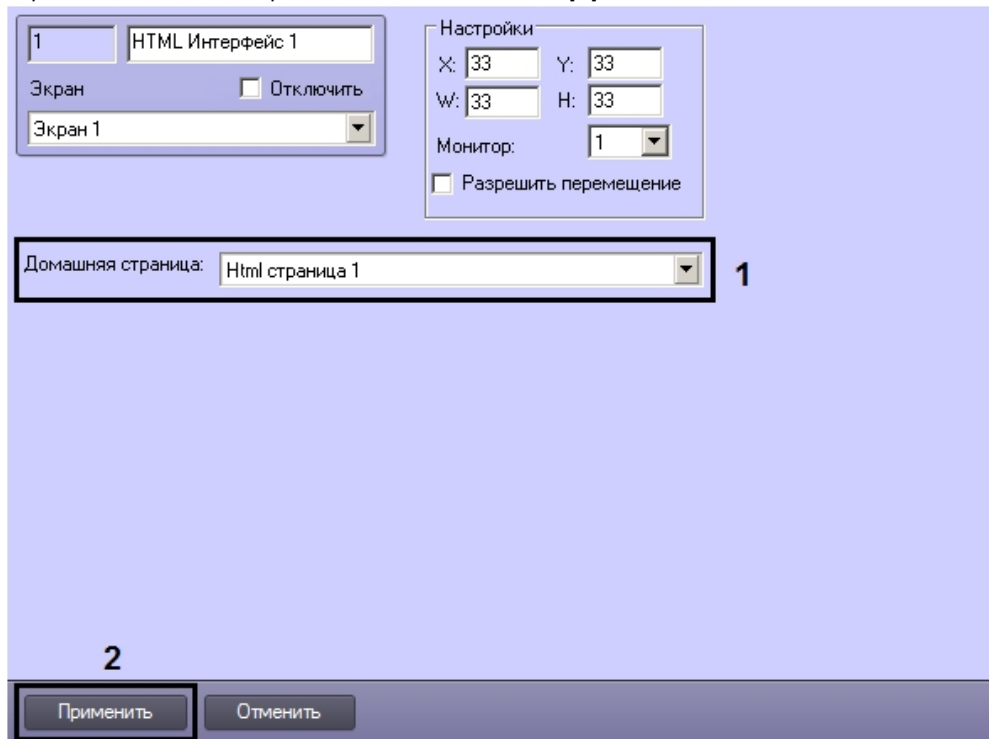 1 HTML Интерфейс 1
Экран Отключить
Экран 1
Настройки
X: 33 Y: 33
W: 33 H: 33
Монитор: 1
Разрешить перемещение
Домашняя страница: Html страница 1
1
2
Применить Отменить